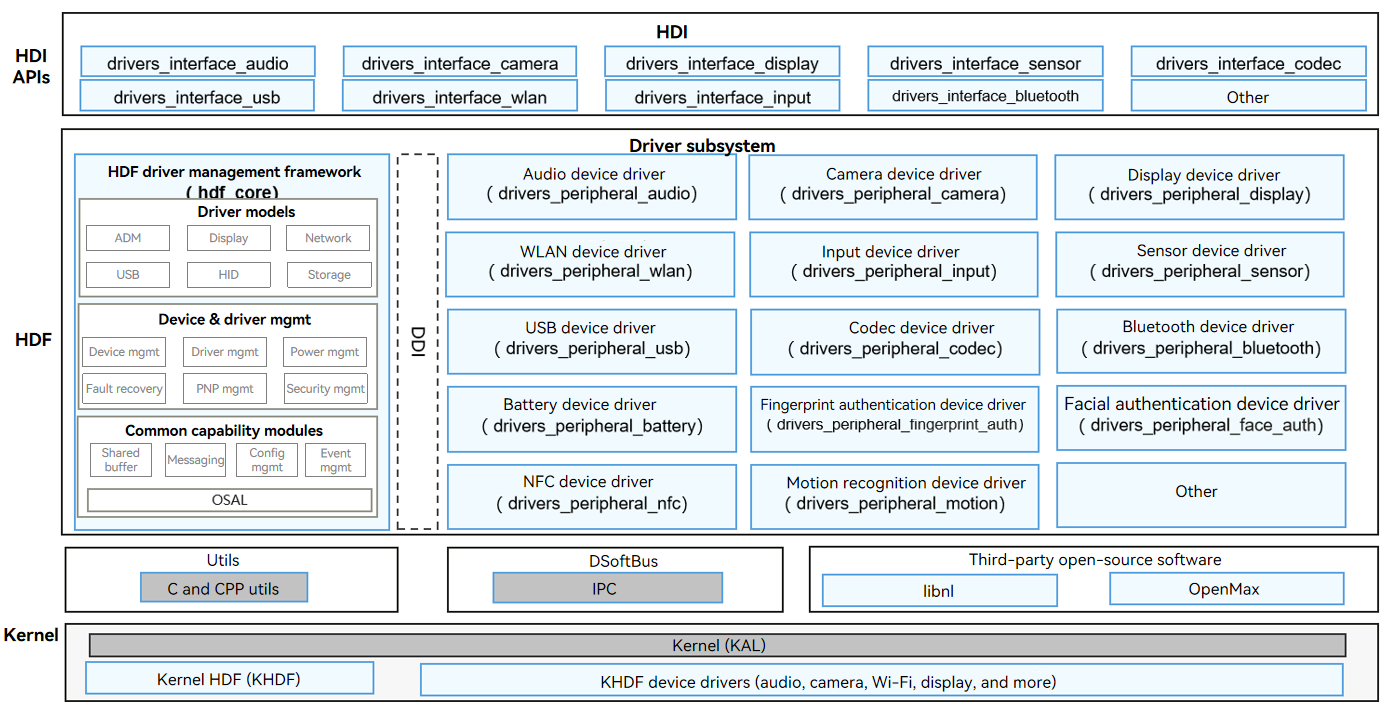 HDI
APIs
HDI
drivers_interface_audio
drivers_interface_camera
drivers_interface_display
drivers_interface_sensor
drivers_interface_codec
drivers_interface_usb
drivers_interface_wlan
drivers_interface_input
drivers_interface_bluetooth
Other
HDF
Driver subsystem
HDF driver management framework
( hdf_core)
Driver models
ADM
Display
Network
USB
HID
Storage
Device & driver mgmt
Device mgmt
Driver mgmt
Power mgmt
Fault recovery
PNP mgmt
Security mgmt
Common capability modules
Shared
buffer
Messaging
Config
mgmt
Event
mgmt
OSAL
DDI
Audio device driver
( drivers_peripheral_audio)
Camera device driver
( drivers_peripheral_camera)
Display device driver
( drivers_peripheral_display)
WLAN device driver
( drivers_peripheral_wlan)
Input device driver
( drivers_peripheral_input)
Sensor device driver
( drivers_peripheral_sensor)
USB device driver
( drivers_peripheral_usb)
Codec device driver
( drivers_peripheral_codec)
Bluetooth device driver
( drivers_peripheral_bluetooth)
Battery device driver
( drivers_peripheral_battery)
Fingerprint authentication device driver
( drivers_peripheral_fingerprint_auth)
Facial authentication device driver
( drivers_peripheral_face_auth)
NFC device driver
( drivers_peripheral_nfc)
Motion recognition device driver
( drivers_peripheral_motion)
Other
Utils
C and CPP utils
DSoftBus
IPC
Third-party open-source software
libnl
OpenMax
Kernel
Kernel (KAL)
Kernel HDF (KHDF)
KHDF device drivers (audio, camera, Wi-Fi, display, and more)